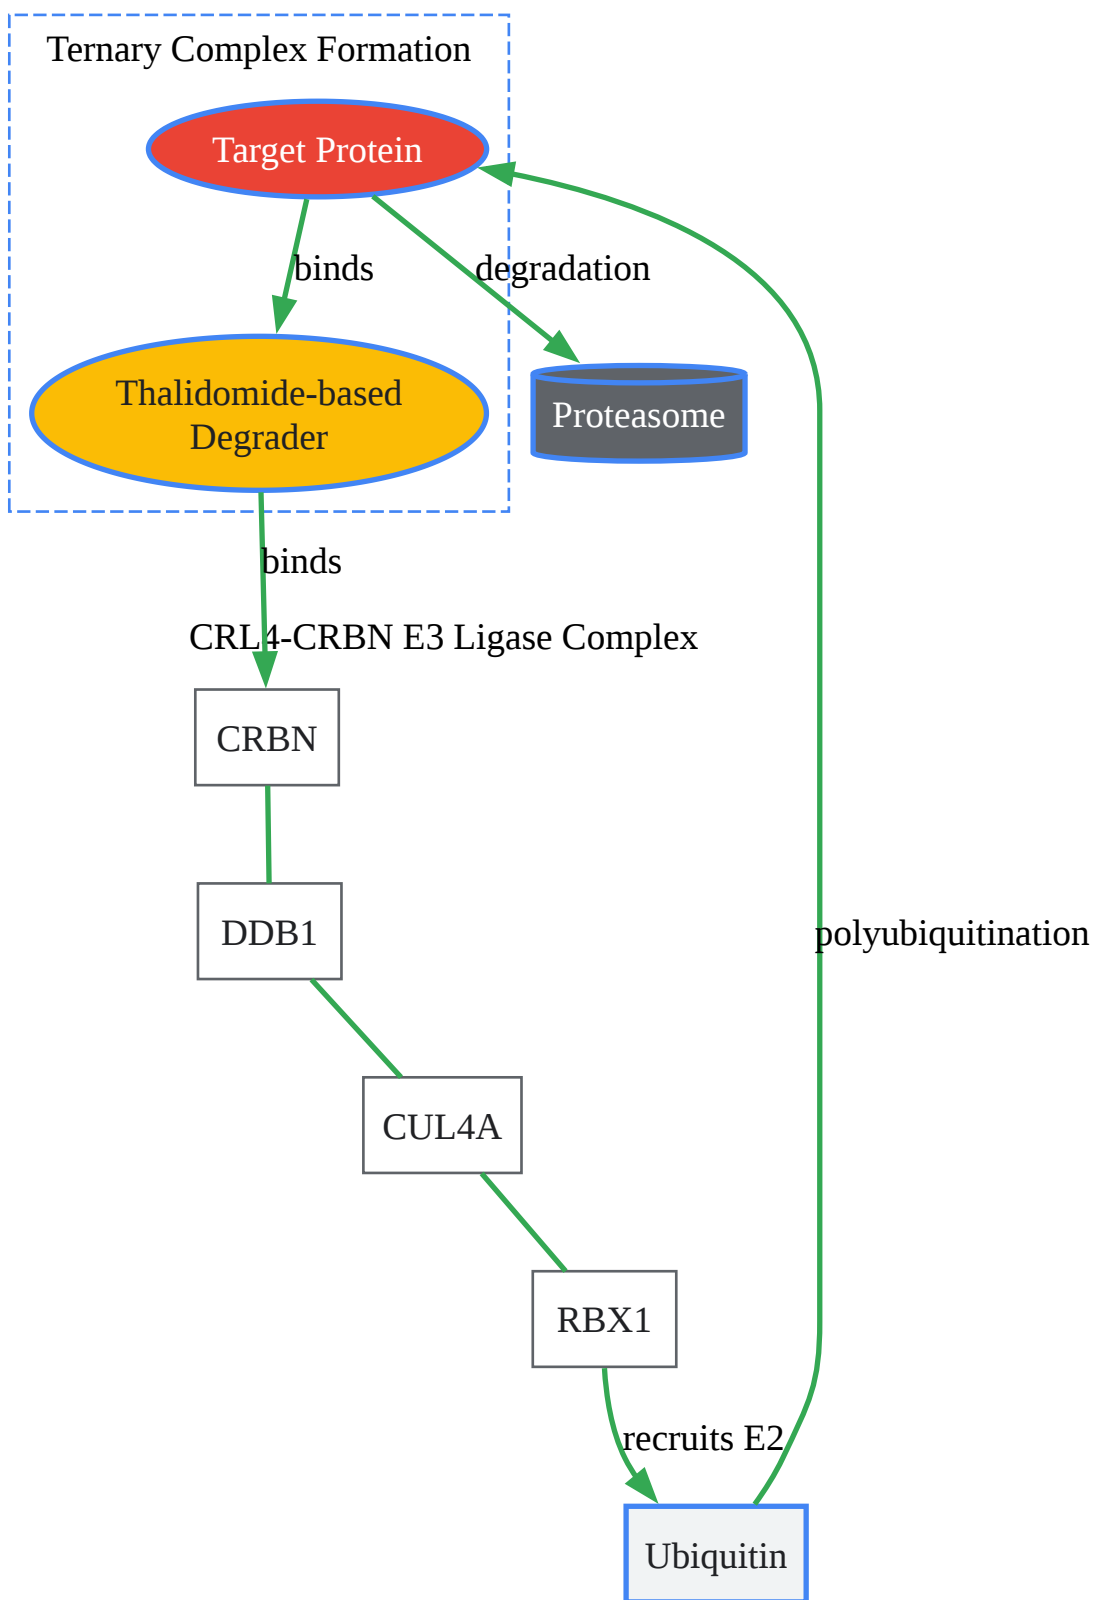 Ternary Complex Formation
Target Protein
binds
degradation
Thalidomide-based
Degrader
Proteasome
binds
CRL4-CRBN E3 Ligase Complex
CRBN
DDB1
polyubiquitination
CUL4A
RBX1
recruits E2
Ubiquitin